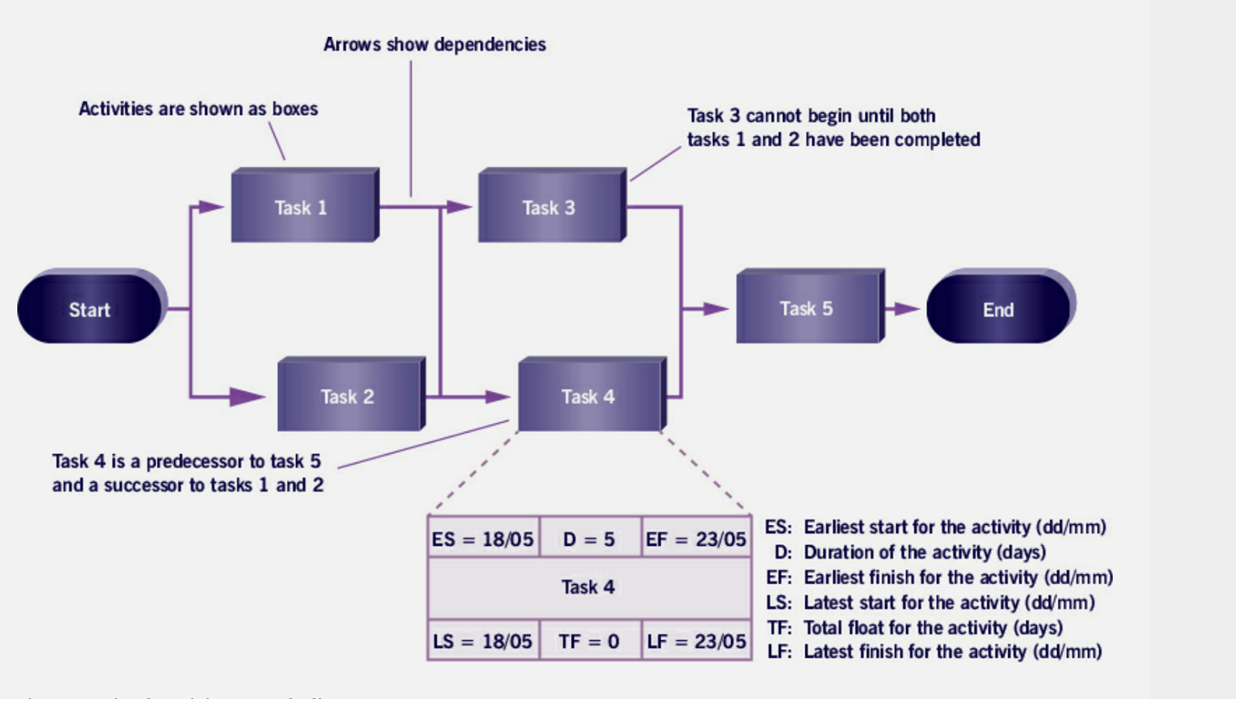 Arrows show dependencies
Activities are shown as boxes
Task 3 cannot begin until both
tasks 1 and 2 have been completed
Task 1
Task 3
Start
Task 5
End
Task 2
Task 4
Task 4 is a predecessor to task 5
and a successor to tasks 1 and 2
ES = 18/05
D = 5
EF = 23/05
Task 4
LS = 18/05
TF = 0
LF = 23/05
ES: Earliest start for the activity (dd/mm)
D: Duration of the activity (days)
EF: Earliest finish for the activity (dd/mm)
LS: Latest start for the activity (dd/mm)
TF: Total float for the activity (days)
LF: Latest finish for the activity (dd/mm)